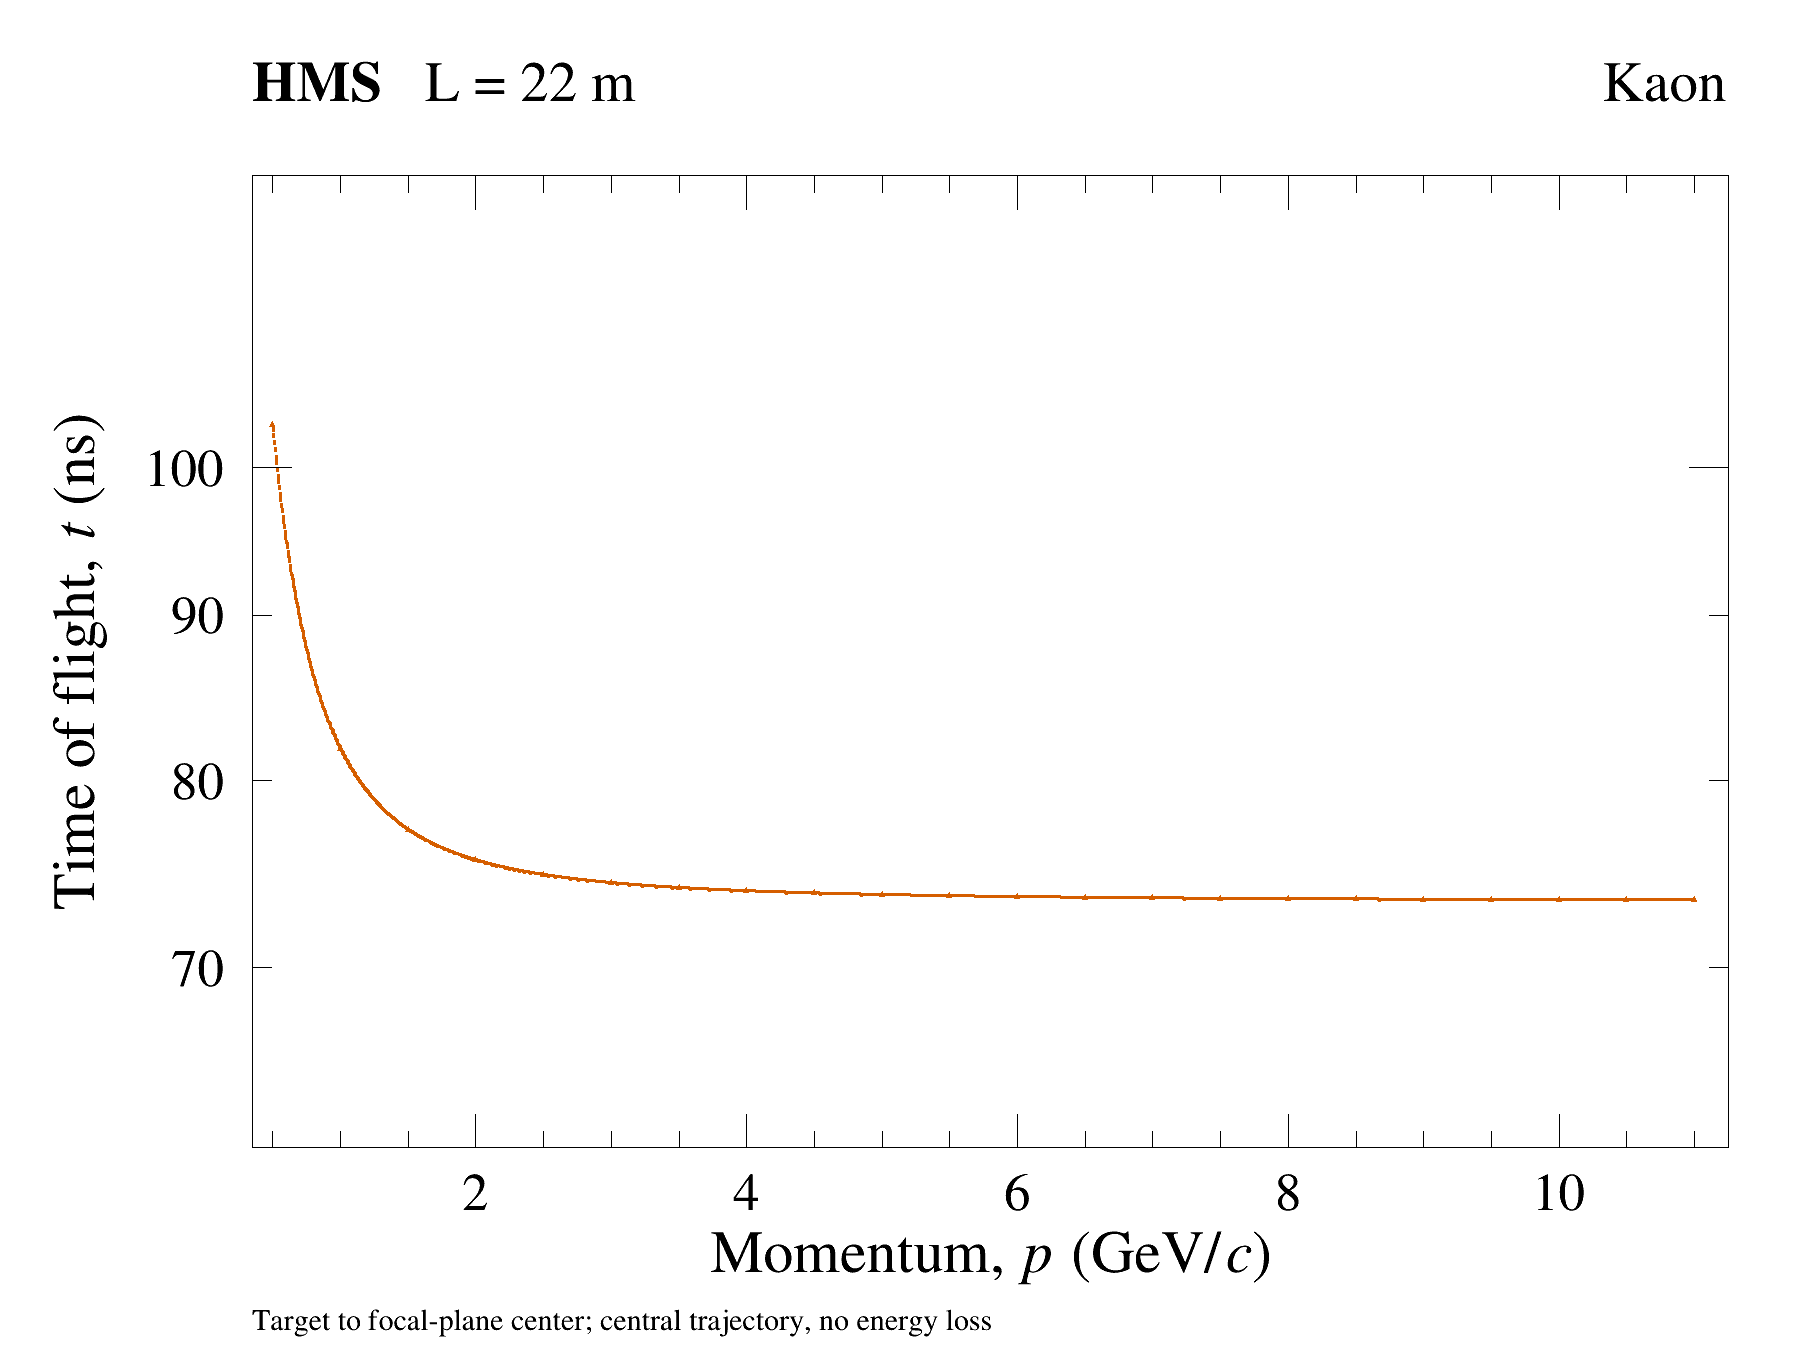 HMS L = 22 m
Kaon
Time of flight, t (ns)
100
90
80
70
2 4 6 8 10
Momentum, p (GeV/c)
Target to focal-plane center; central trajectory, no energy loss